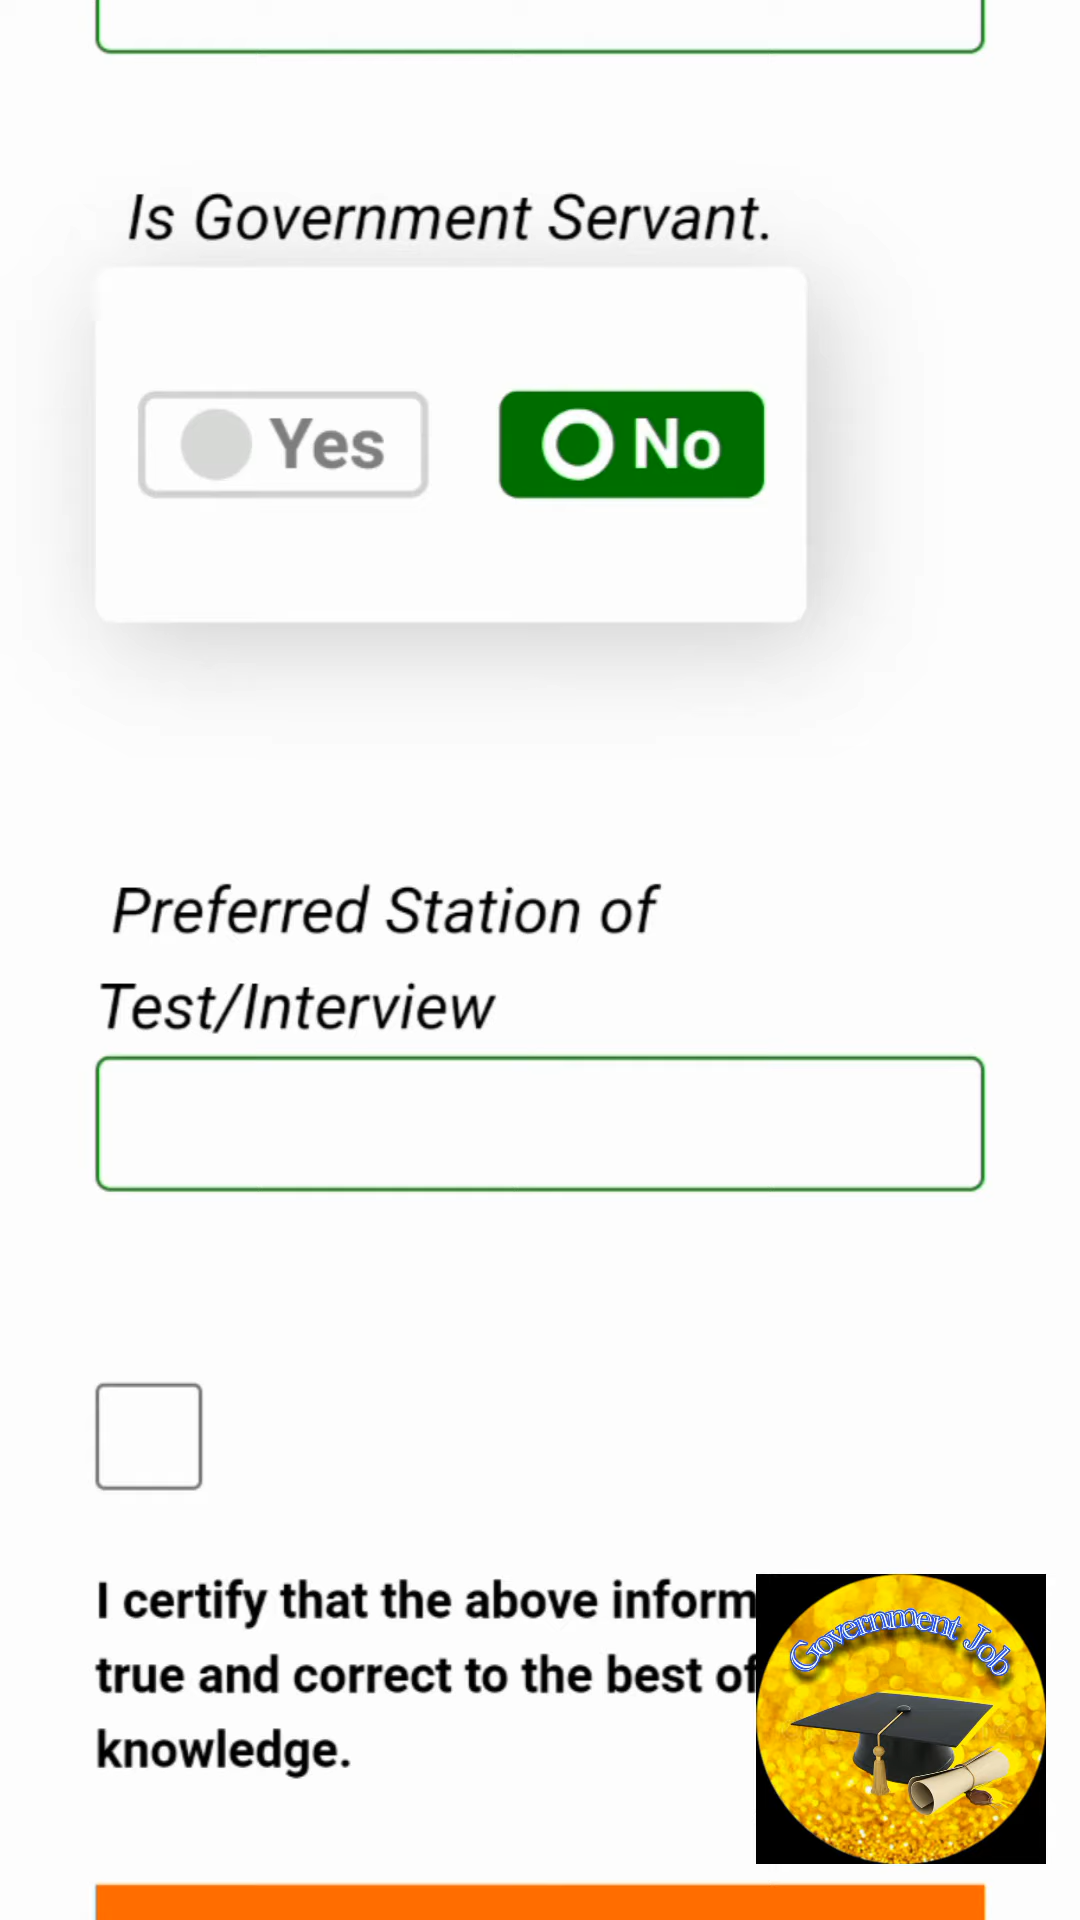 Is Government Servant.
Yes
No
Preferred Station of
Test/Interview
I certify that the above inform
true and correct to the best of
knowledge.
Government Job